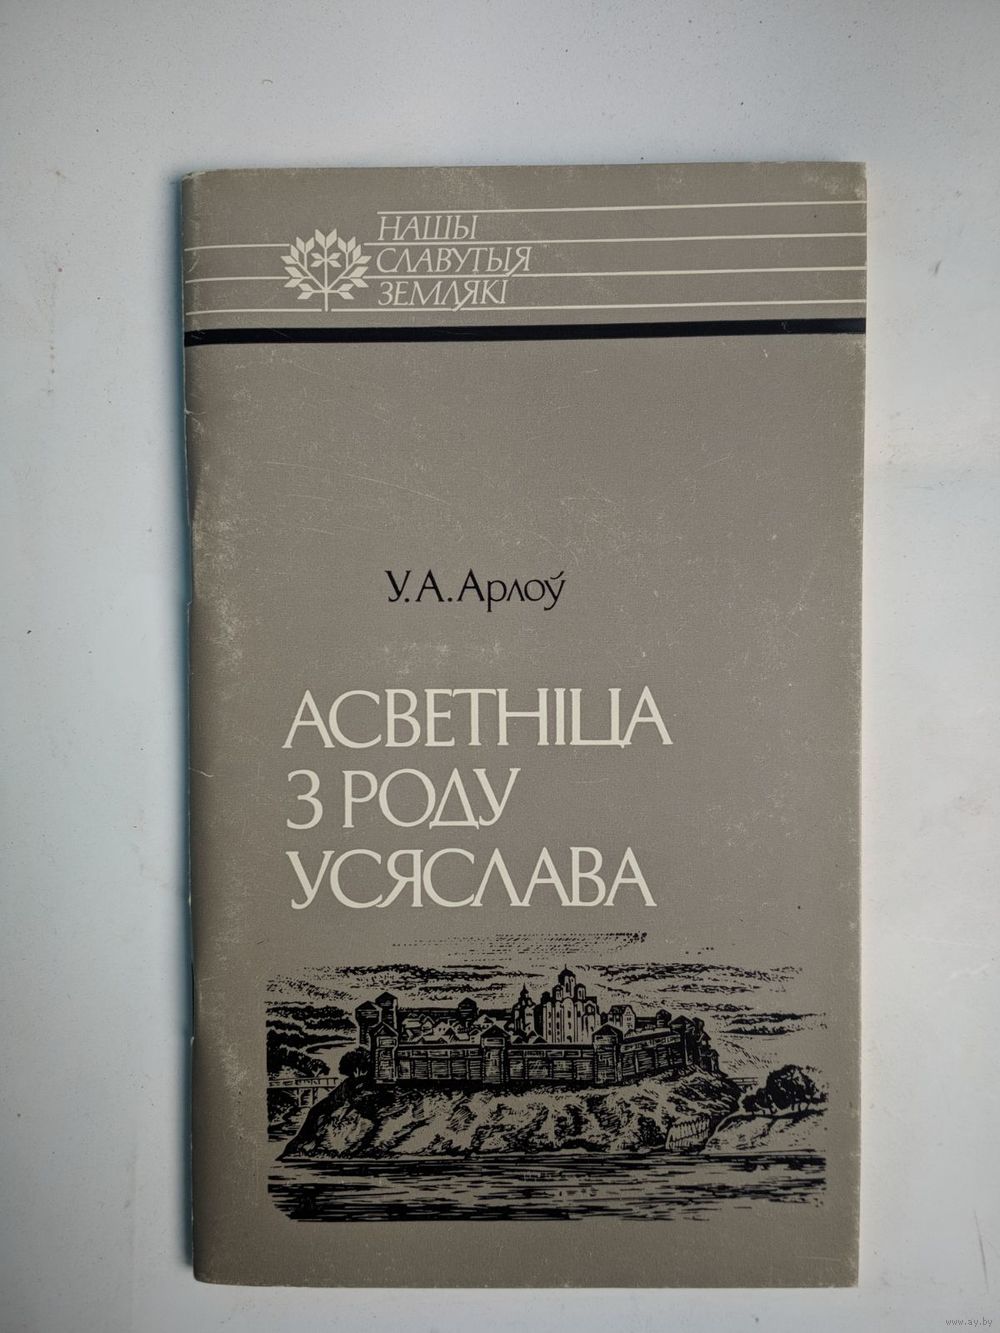 НАШЫ
СЛАВУТЫЯ
ЗЕМЛЯКІ
У. А. Арлоў
АСВЕТНІЦА
З РОДУ
УСЯСЛАВА
www.ay.by